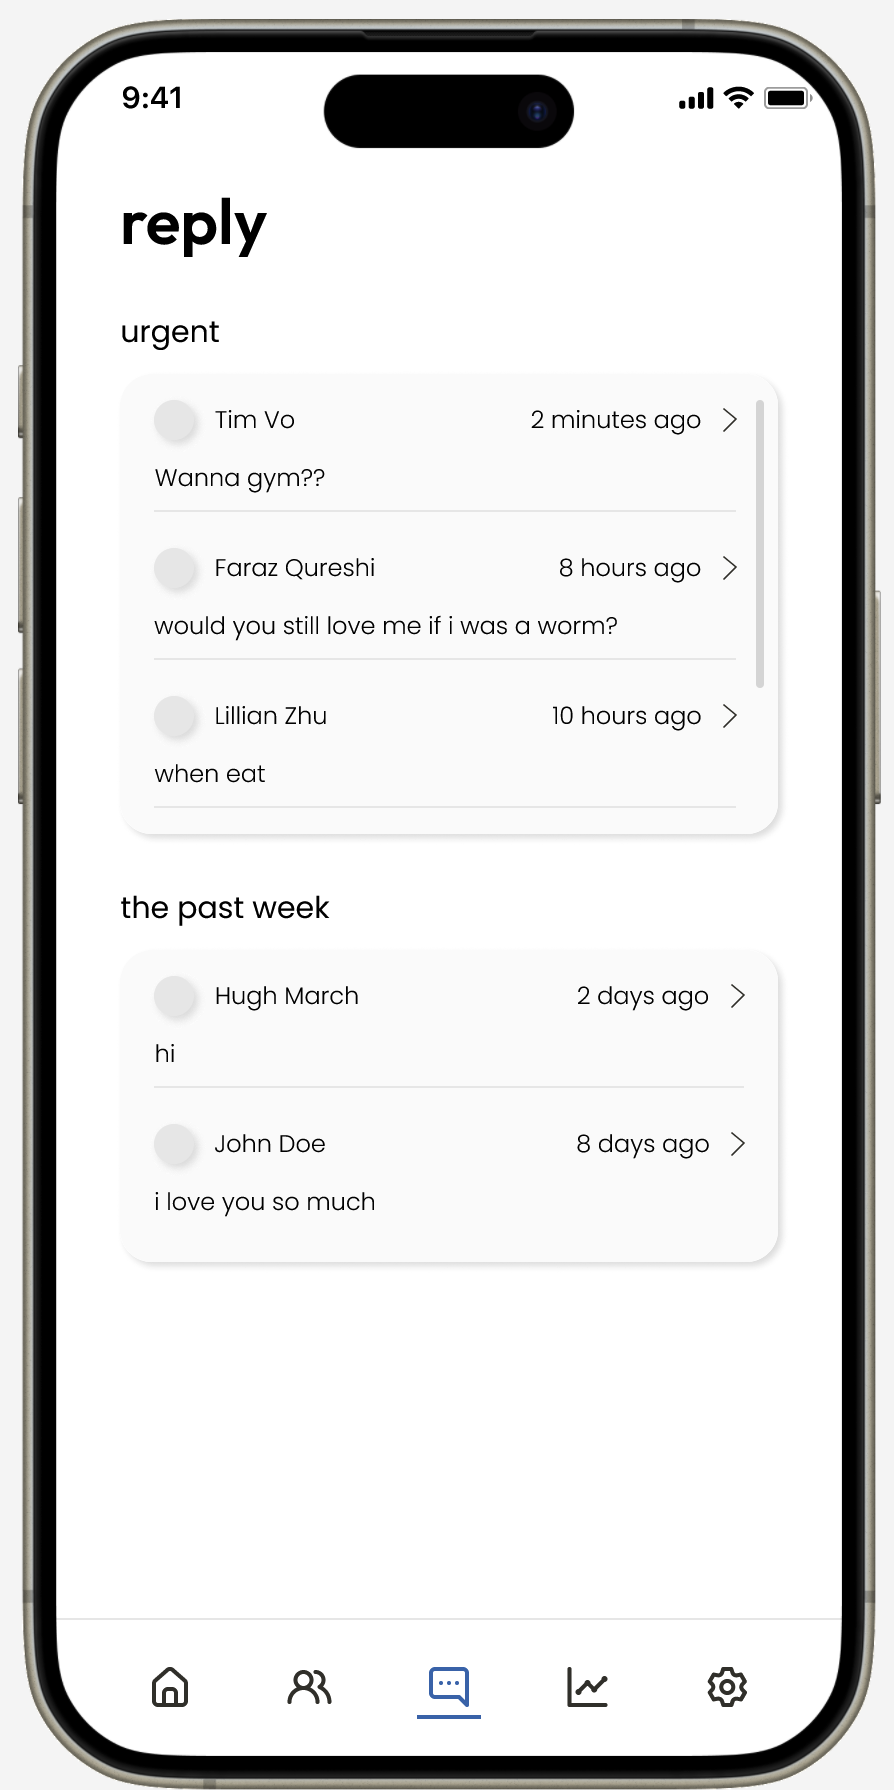 9:41
reply
urgent
Tim Vo 2 minutes ago
Wanna gym??
Faraz Qureshi 8 hours ago
would you still love me if i was a worm?
Lillian Zhu 10 hours ago
when eat
the past week
Hugh March 2 days ago
hi
John Doe 8 days ago
i love you so much